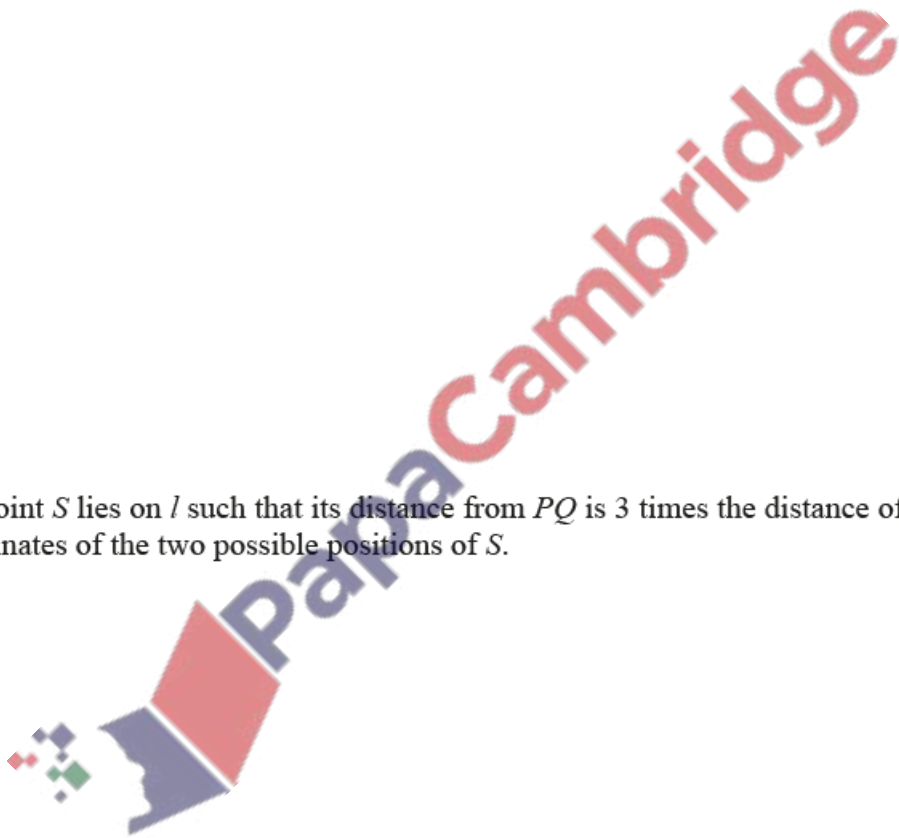 PapaCambridge
oint S lies on l such that its distance from PQ is 3 times the distance of
nates of the two possible positions of S.